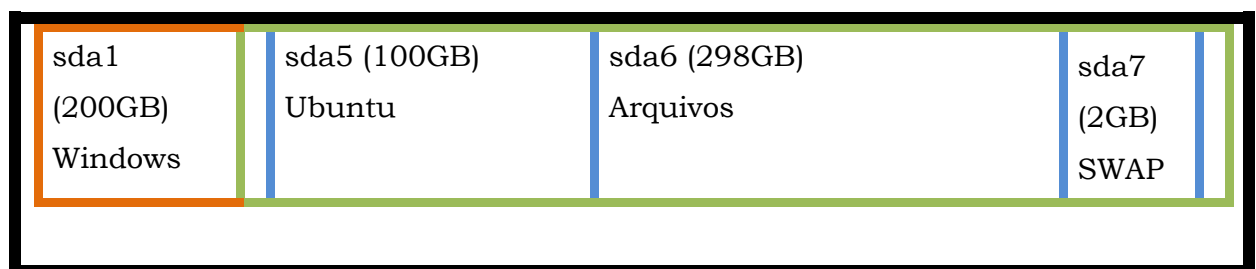 sda1
(200GB)
Windows
sda5 (100GB)
Ubuntu
sda6 (298GB)
Arquivos
sda7
(2GB)
SWAP